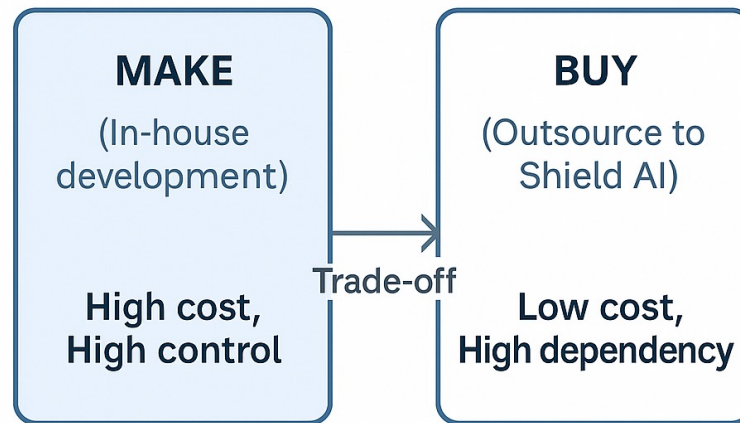 MAKE
(In-house
development)
High cost,
High control
Trade-off
BUY
(Outsource to
Shield AI)
Low cost,
High dependency